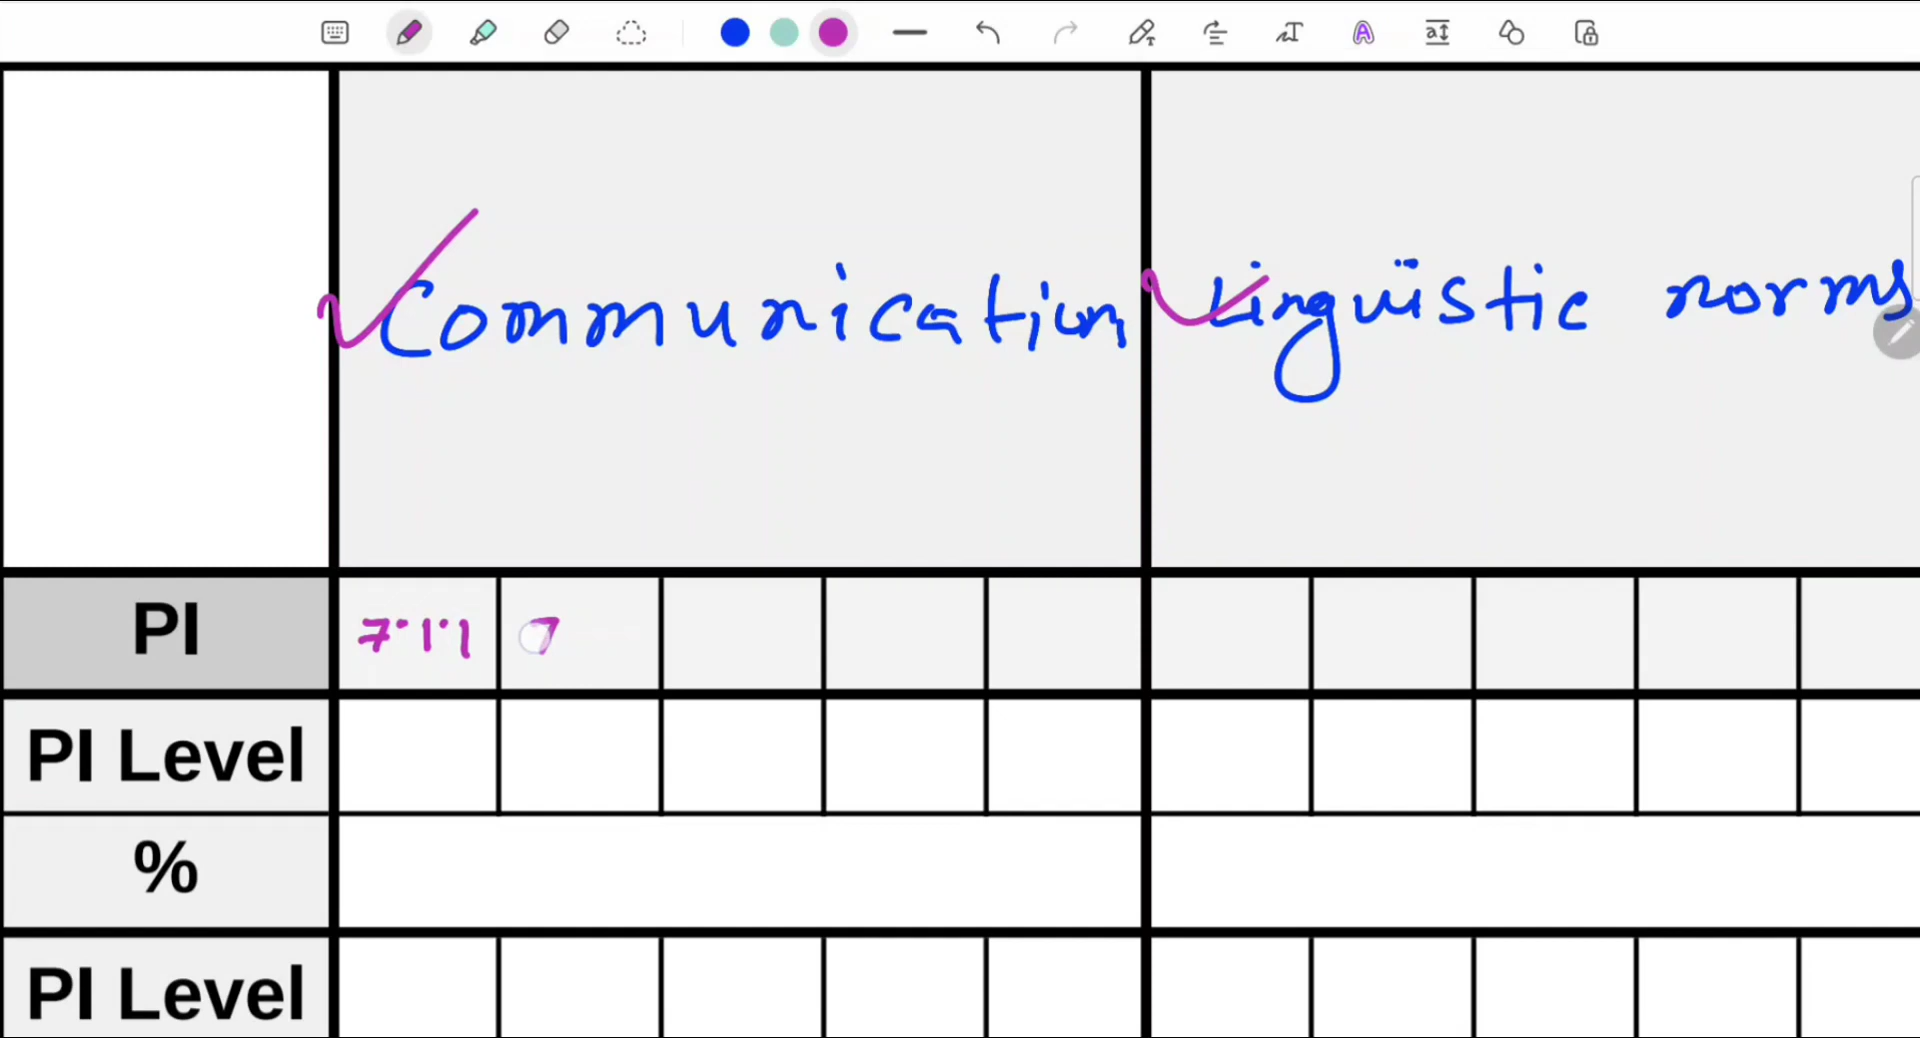 Communication Linguistic norms
PI 7.1.1 7
PI Level
%
PI Level